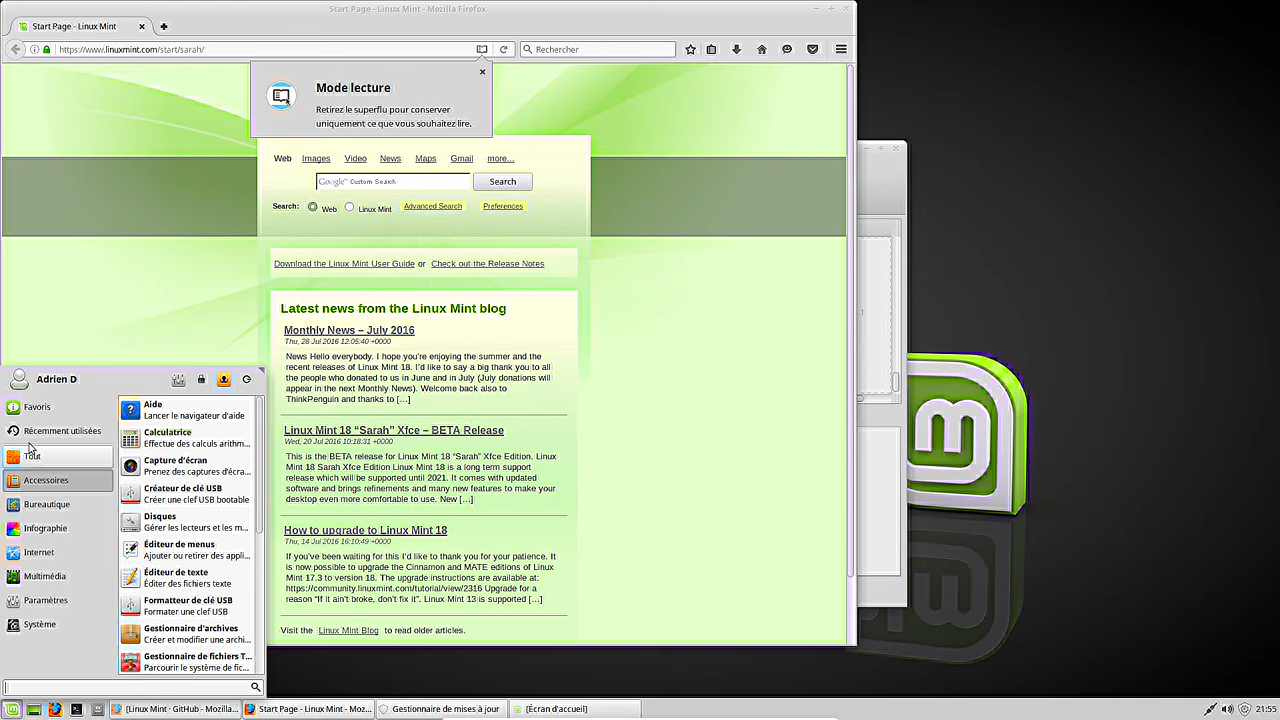 Start Page - Linux Mint - Mozilla Firefox
Start Page - Linux Mint
https://www.linuxmint.com/start/sarah/
Rechercher
Mode lecture
Retirez le superflu pour conserver
uniquement ce que vous souhaitez lire.
Web Images Video News Maps Gmail more...
Google™ Custom Search Search
Search: Web Linux Mint Advanced Search Preferences
Download the Linux Mint User Guide or Check out the Release Notes
Latest news from the Linux Mint blog
Monthly News – July 2016
Thu, 28 Jul 2016 12:05:40 +0000
News Hello everybody. I hope you're enjoying the summer and the
recent releases of Linux Mint 18. I'd like to say a big thank you to all
the people who donated to us in June and in July (July donations will
appear in the next Monthly News). Welcome back also to
ThinkPenguin and thanks to […]
Linux Mint 18 “Sarah” Xfce – BETA Release
Wed, 20 Jul 2016 10:18:31 +0000
This is the BETA release for Linux Mint 18 “Sarah” Xfce Edition. Linux
Mint 18 Sarah Xfce Edition Linux Mint 18 is a long term support
release which will be supported until 2021. It comes with updated
software and brings refinements and many new features to make your
desktop even more comfortable to use. New […]
How to upgrade to Linux Mint 18
Thu, 14 Jul 2016 16:10:49 +0000
If you've been waiting for this I'd like to thank you for your patience. It
is now possible to upgrade the Cinnamon and MATE editions of Linux
Mint 17.3 to version 18. The upgrade instructions are available at:
https://community.linuxmint.com/tutorial/view/2316 Upgrade for a
reason “If it ain't broke, don't fix it”. Linux Mint 13 is supported […]
Visit the Linux Mint Blog to read older articles.
Adrien D
Favoris
Récemment utilisées
Tout
Accessoires
Bureautique
Infographie
Internet
Multimédia
Paramètres
Système
Aide
Lancer le navigateur d'aide
Calculatrice
Effectue des calculs arithm...
Capture d'écran
Prenez des captures d'écra...
Créateur de clé USB
Créer une clef USB bootable
Disques
Gérer les lecteurs et les m...
Éditeur de menus
Ajouter ou retirer des appli...
Éditeur de texte
Éditer des fichiers texte
Formatteur de clé USB
Formater une clef USB
Gestionnaire d'archives
Créer et modifier une archi...
Gestionnaire de fichiers T...
Parcourir le système de fic...
[Linux Mint · GitHub - Mozilla...
Start Page - Linux Mint - Moz...
Gestionnaire de mises à jour
[Écran d'accueil]
21:55